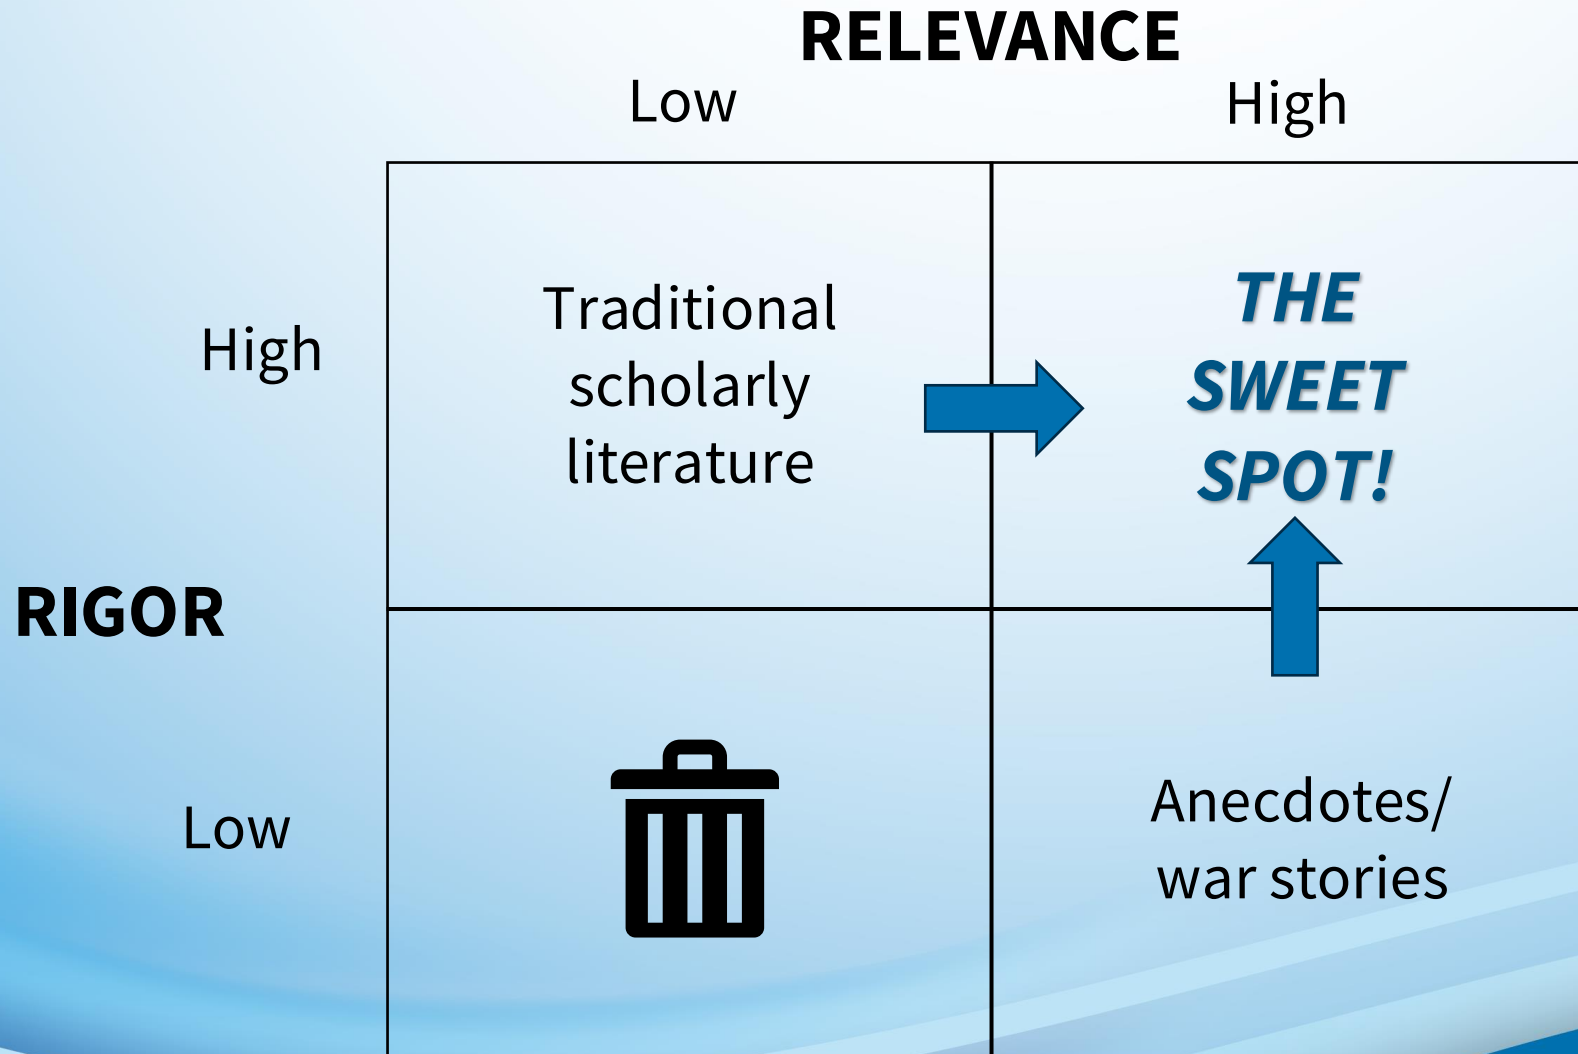 RELEVANCE
Low
High
High
Traditional
scholarly
literature
THE
SWEET
SPOT!
RIGOR
Low
Anecdotes/
war stories